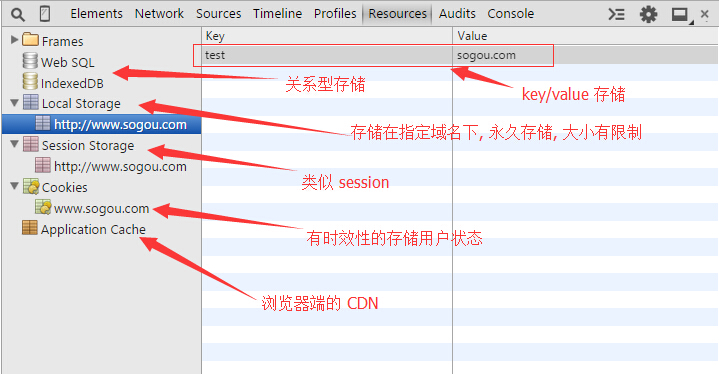 Elements Network Sources Timeline Profiles Resources Audits Console
Frames
Web SQL
IndexedDB
Local Storage
http://www.sogou.com
Session Storage
http://www.sogou.com
Cookies
www.sogou.com
Application Cache
Key Value
test sogou.com
关系型存储
key/value 存储
存储在指定域名下, 永久存储, 大小有限制
类似 session
有时效性的存储用户状态
浏览器端的 CDN